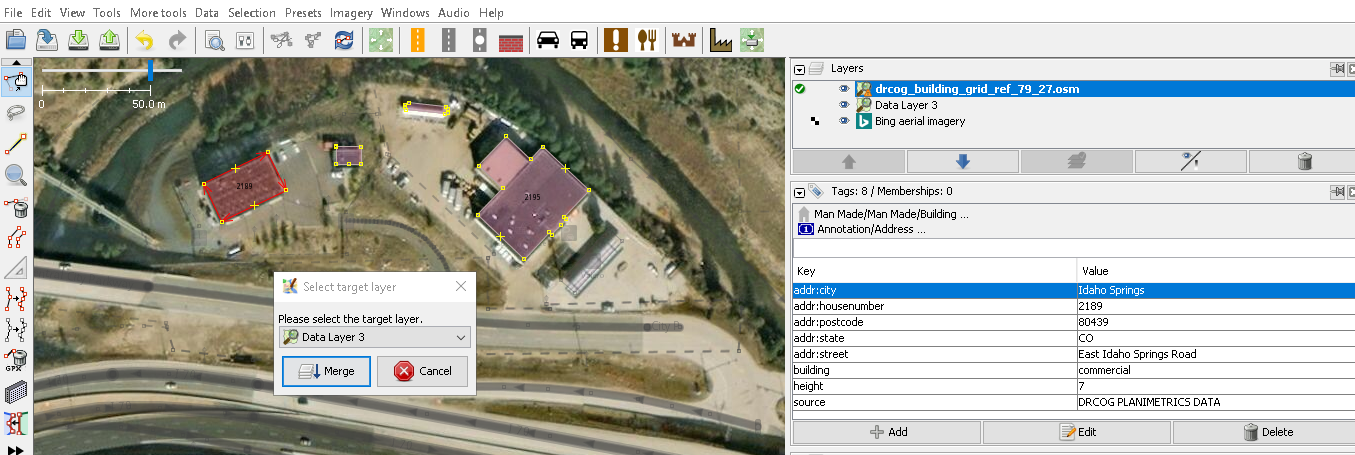 File Edit View Tools More tools Data Selection Presets Imagery Windows Audio Help
0 50.0 m
2189
2195
Select target layer
Please select the target layer.
Data Layer 3
Merge Cancel
GPX
Layers
drcog_building_grid_ref_79_27.osm
Data Layer 3
Bing aerial imagery
Tags: 8 / Memberships: 0
Man Made/Man Made/Building ...
1 Annotation/Address ...
Key Value
addr:city Idaho Springs
addr:housenumber 2189
addr:postcode 80439
addr:state CO
addr:street East Idaho Springs Road
building commercial
height 7
source DRCOG PLANIMETRICS DATA
Add Edit Delete